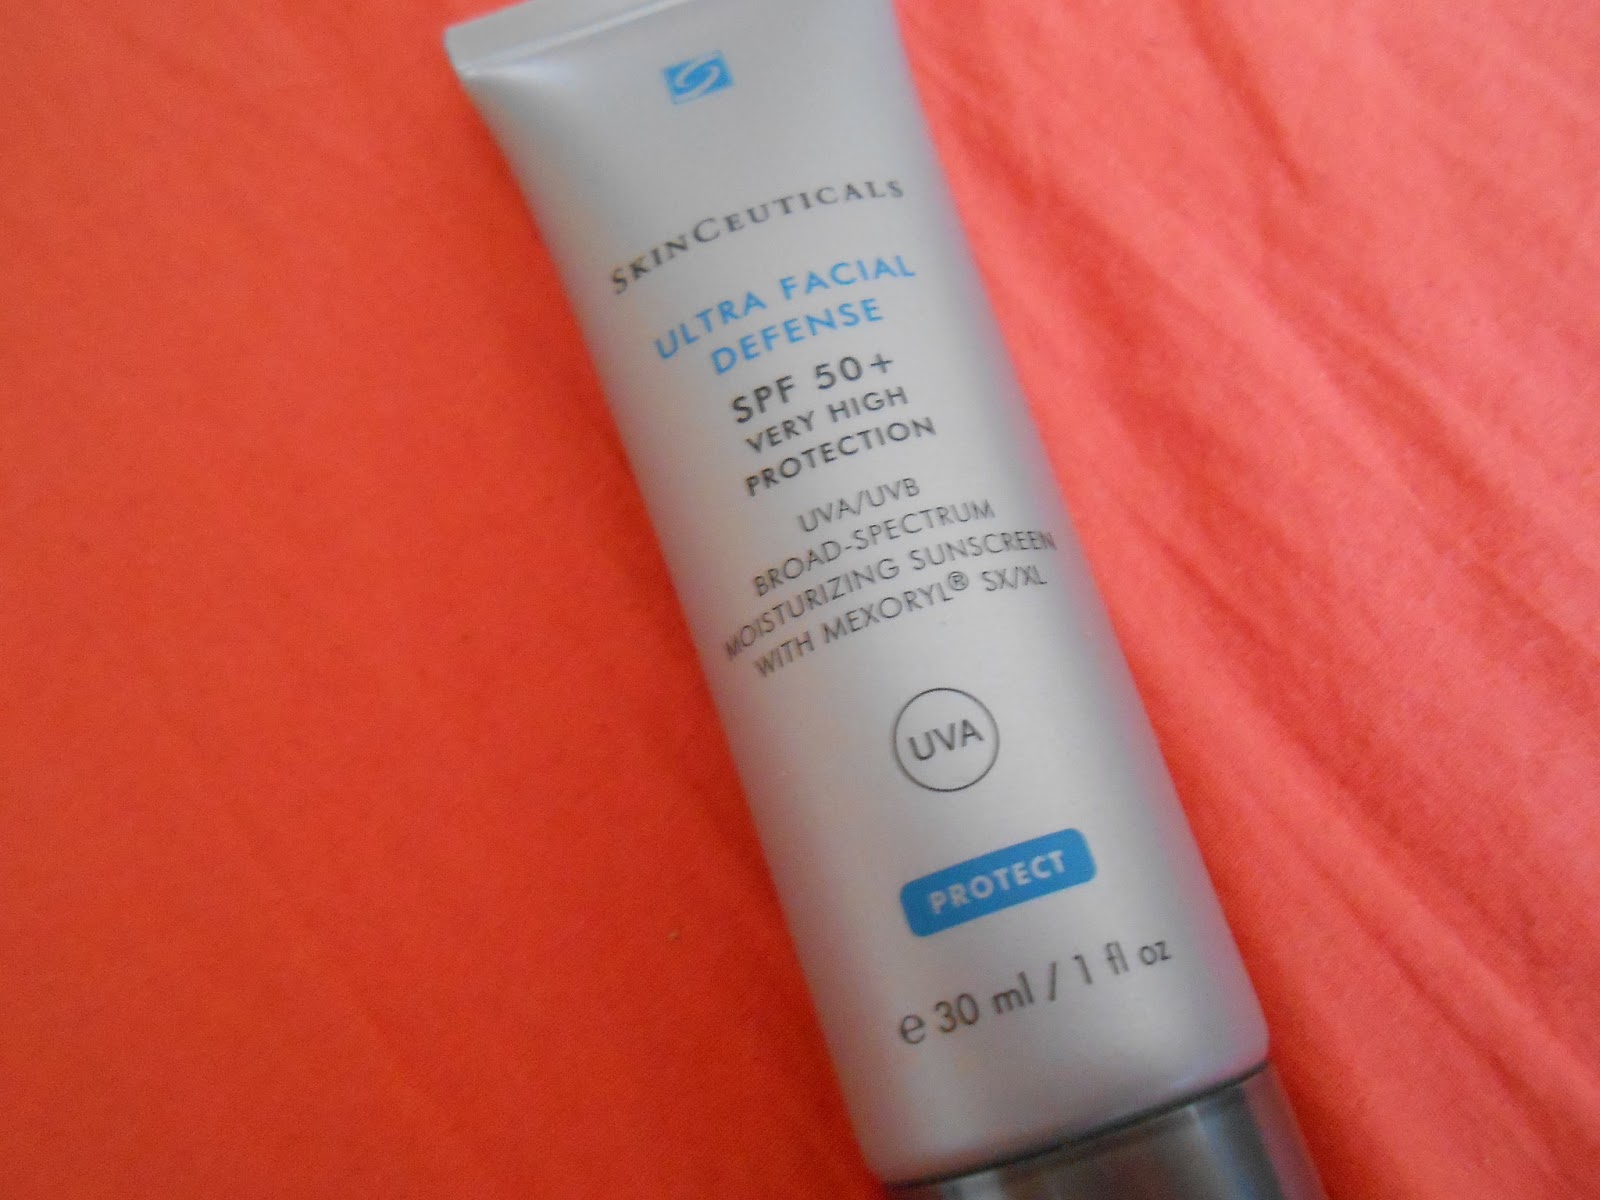 SKINCEUTICALS
ULTRA FACIAL
DEFENSE
SPF 50+
VERY HIGH
PROTECTION
UVA/UVB
BROAD-SPECTRUM
MOISTURIZING SUNSCREEN
WITH MEXORYL® SX/XL
UVA
PROTECT
℮ 30 ml / 1 fl oz